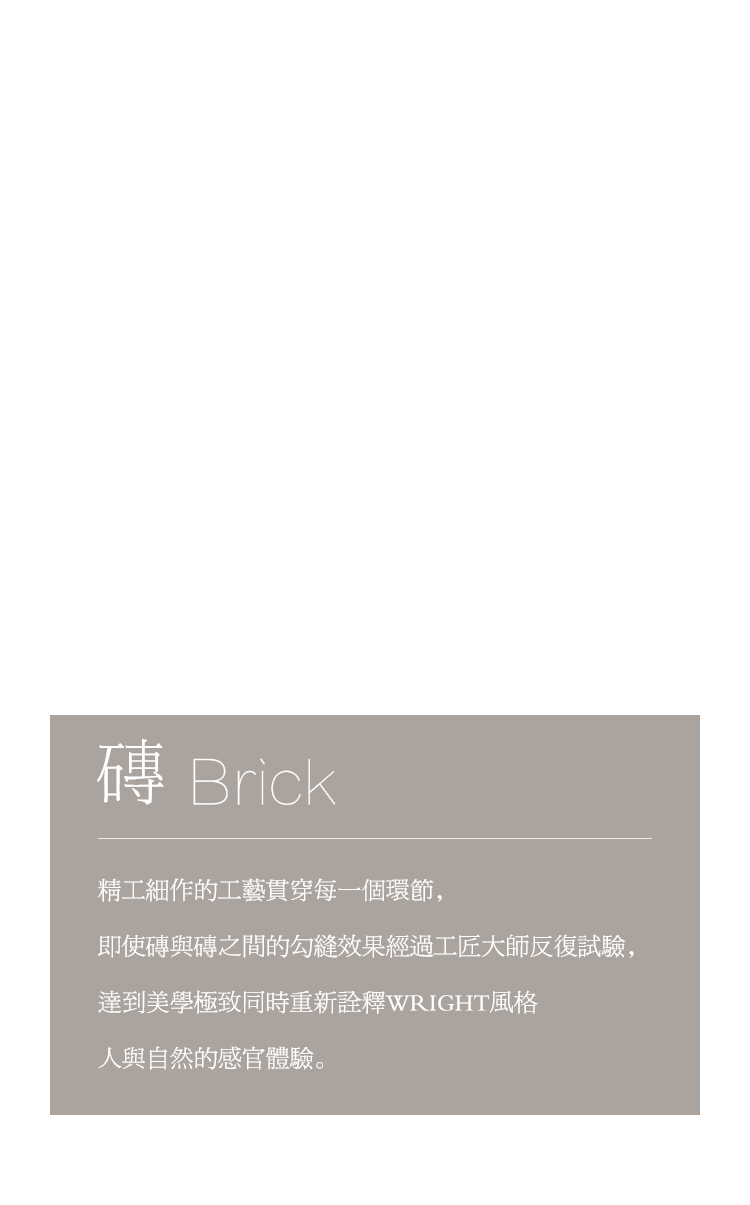 磚 Brick
精工細作的工藝貫穿每一個環節，
即使磚與磚之間的勾縫效果經過工匠大師反復試驗，
達到美學極致同時重新詮釋WRIGHT風格
人與自然的感官體驗。